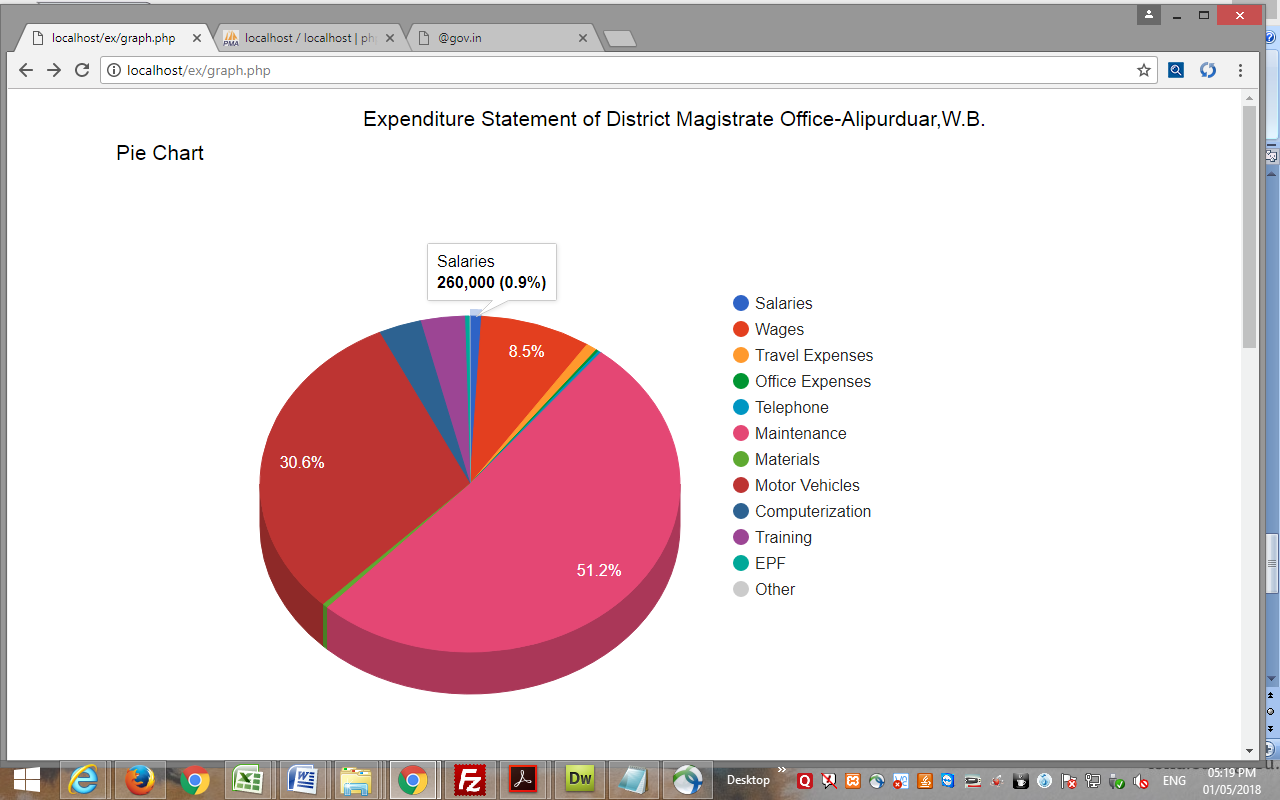 localhost/ex/graph.php
localhost / localhost | ph
@gov.in
localhost/ex/graph.php
Expenditure Statement of District Magistrate Office-Alipurduar,W.B.
Pie Chart
Salaries
260,000 (0.9%)
8.5%
30.6%
51.2%
Salaries
Wages
Travel Expenses
Office Expenses
Telephone
Maintenance
Materials
Motor Vehicles
Computerization
Training
EPF
Other
Desktop
ENG
05:19 PM
01/05/2018